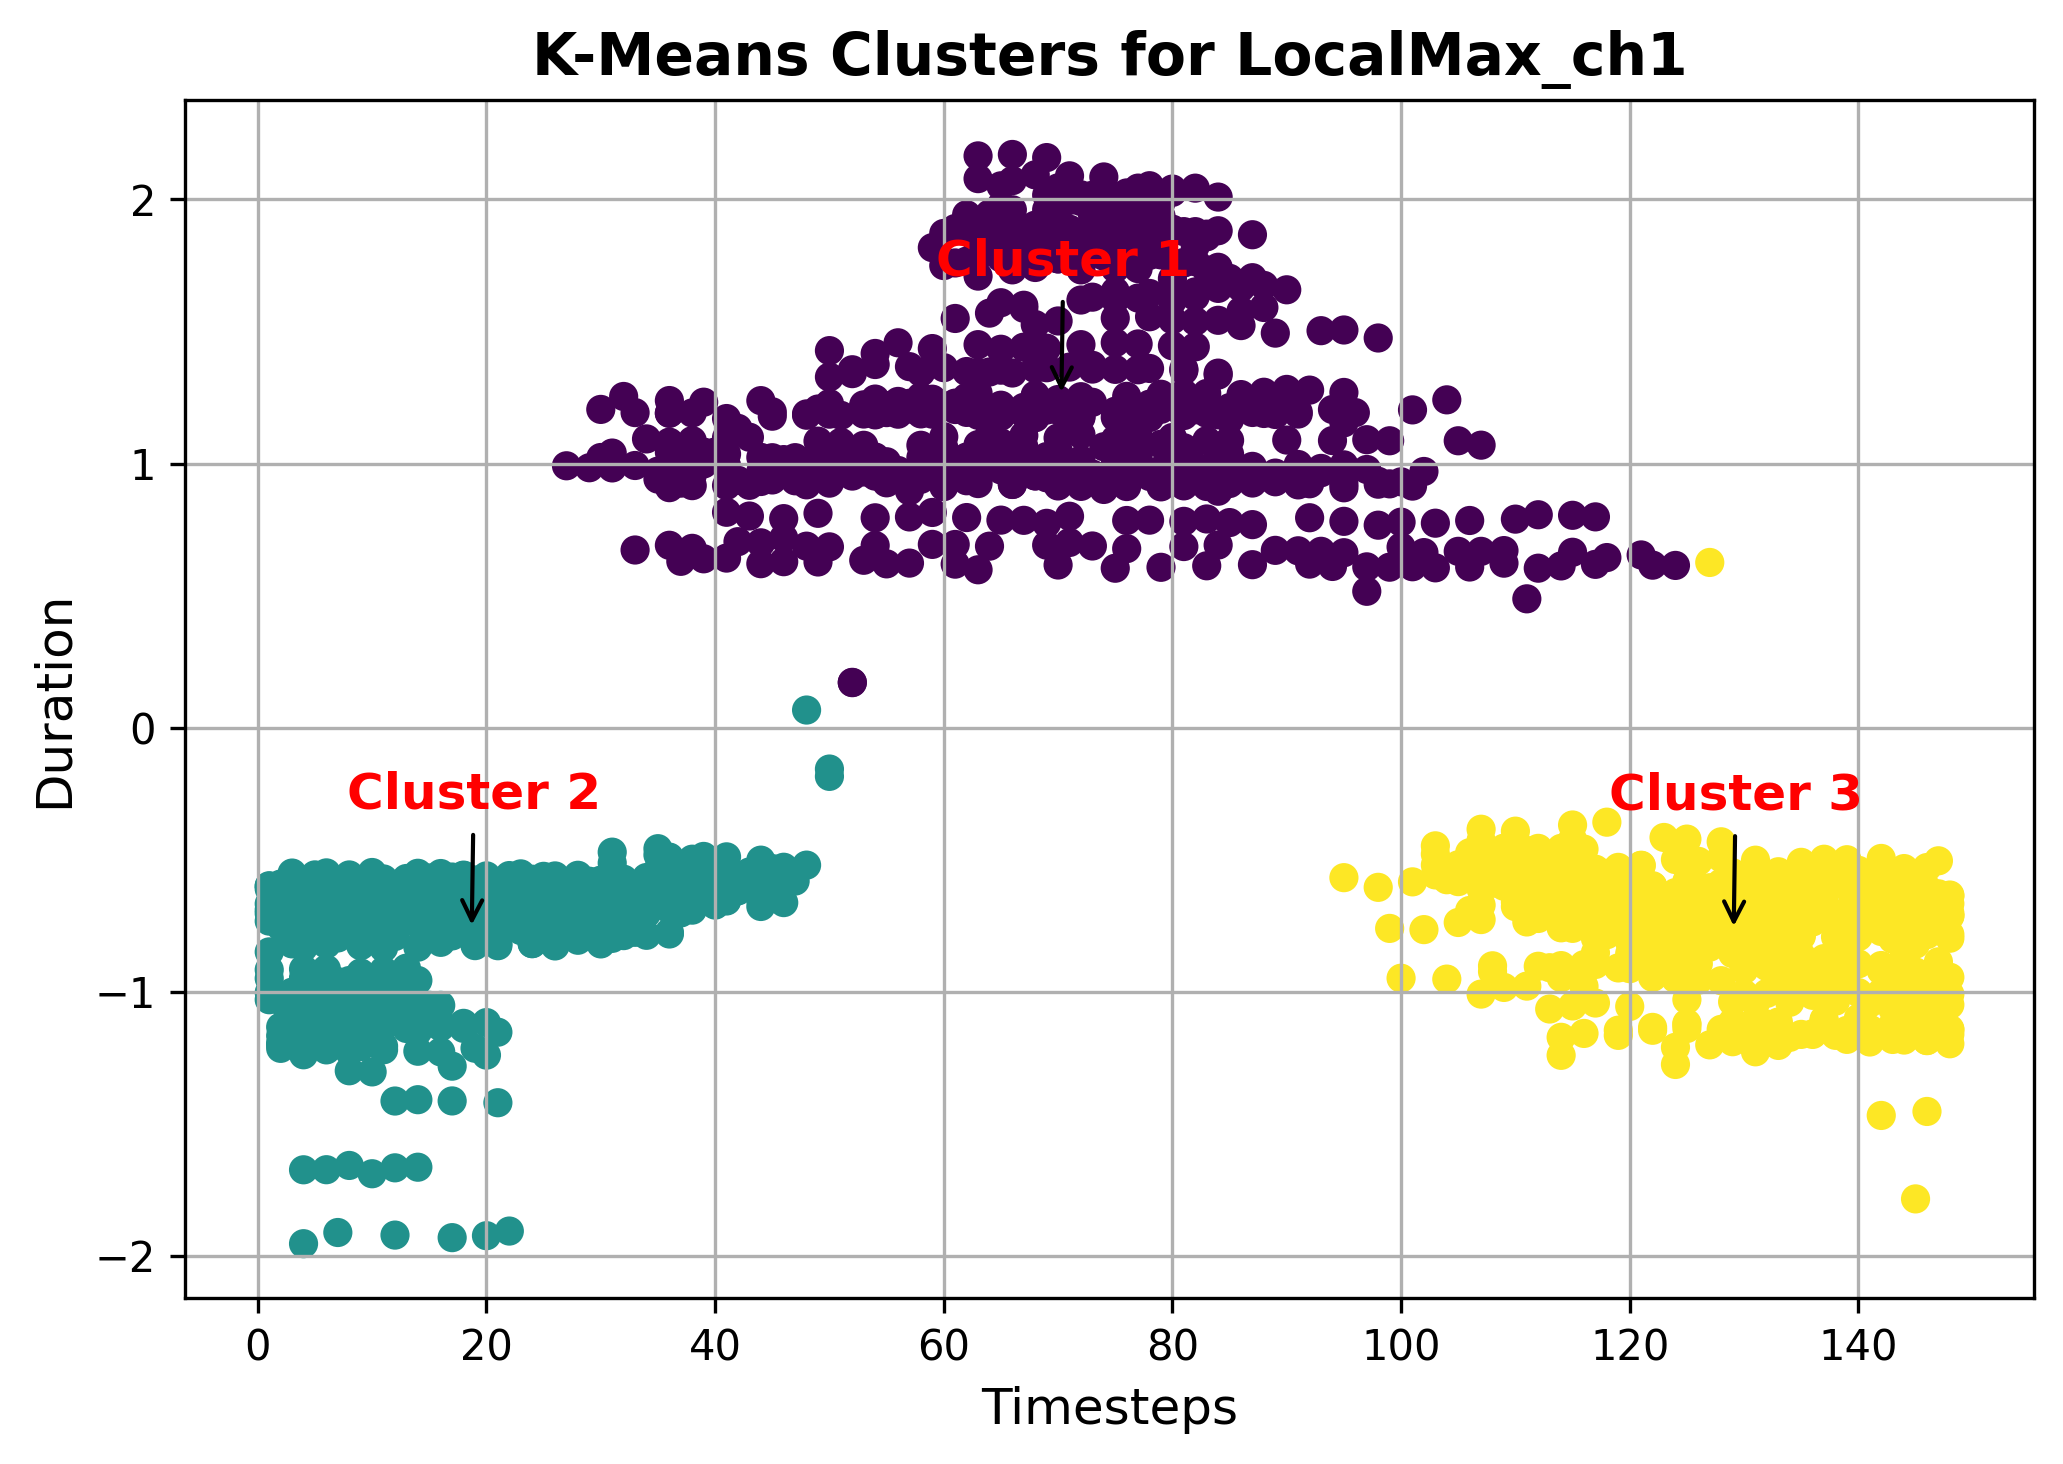 K-Means Clusters for LocalMax_ch1
2
Cluster 1
1
Duration
0
Cluster 2
Cluster 3
−1
−2
0 20 40 60 80 100 120 140
Timesteps